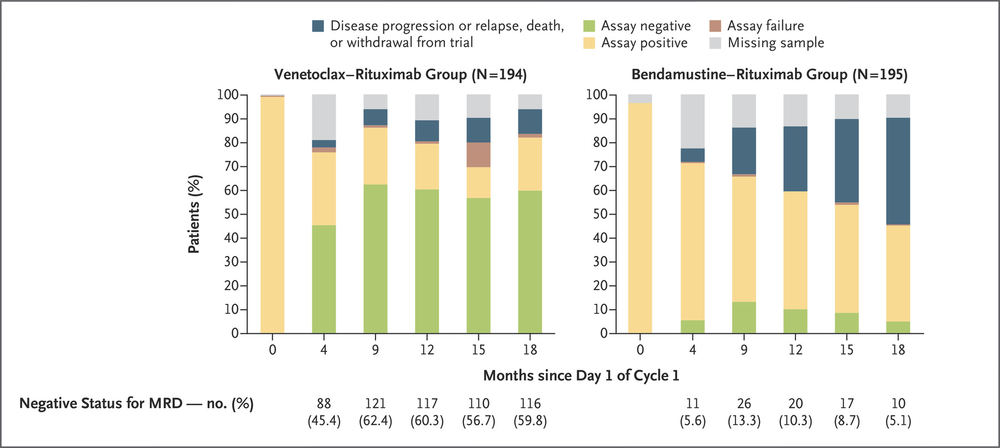 Disease progression or relapse, death,
or withdrawal from trial
Assay negative
Assay positive
Assay failure
Missing sample
Venetoclax–Rituximab Group (N=194)
Patients (%)
100
90
80
70
60
50
40
30
20
10
0
0 4 9 12 15 18
Bendamustine–Rituximab Group (N=195)
100
90
80
70
60
50
40
30
20
10
0
0 4 9 12 15 18
Months since Day 1 of Cycle 1
Negative Status for MRD — no. (%) 88 121 117 110 116 11 26 20 17 10
(45.4) (62.4) (60.3) (56.7) (59.8) (5.6) (13.3) (10.3) (8.7) (5.1)